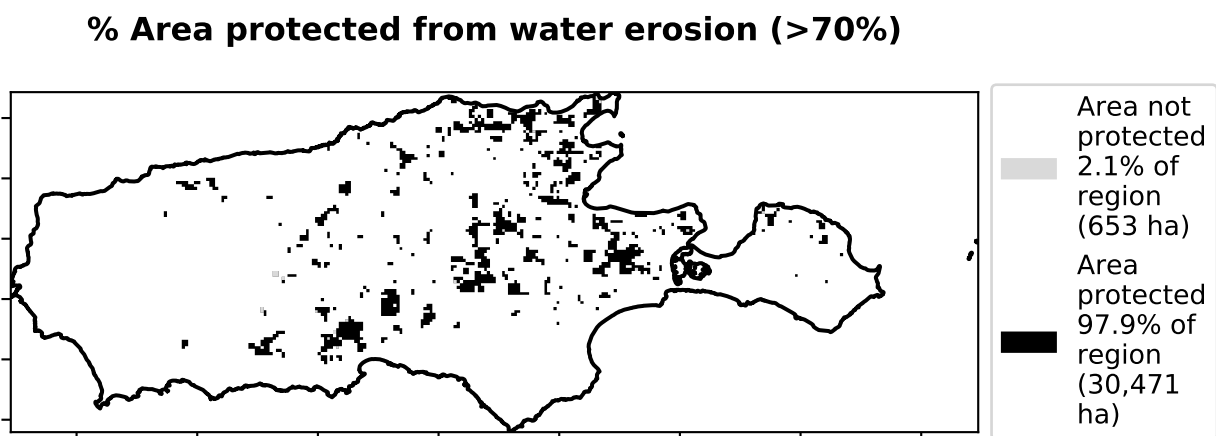 % Area protected from water erosion (>70%)
Area not
protected
2.1% of
region
(653 ha)
Area
protected
97.9% of
region
(30,471
ha)